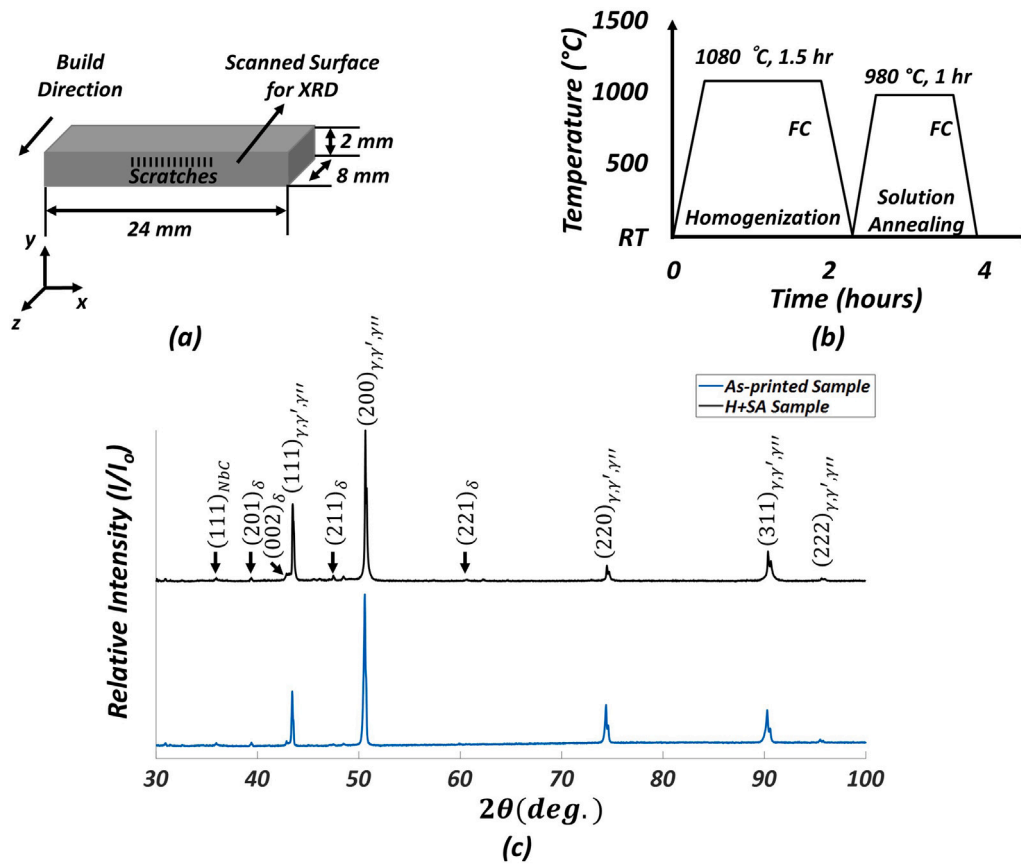 Build
Direction
Scanned Surface
for XRD
2 mm
8 mm
Scratches
24 mm
y
x
z
(a)
Temperature (°C)
1500
1000
500
RT
1080 °C, 1.5 hr
980 °C, 1 hr
FC
FC
Homogenization
Solution
Annealing
0
2
4
Time (hours)
(b)
As-printed Sample
H+SA Sample
Relative Intensity (I/Iₒ)
(111)NbC
(201)δ
(002)δ
(111)γ,γ′,γ′′
(211)δ
(200)γ,γ′,γ′′
(221)δ
(220)γ,γ′,γ′′
(311)γ,γ′,γ′′
(222)γ,γ′,γ′′
30
40
50
60
70
80
90
100
2θ(deg.)
(c)